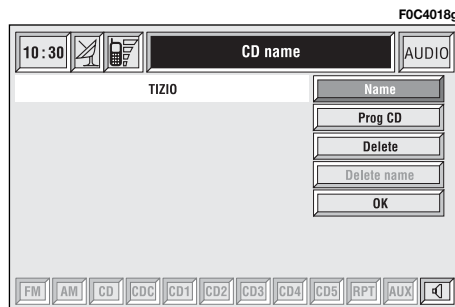 F0C4018g
10:30 CD name AUDIO
TIZIO Name
Prog CD
Delete
Delete name
OK
FM AM CD CDC CD1 CD2 CD3 CD4 CD5 RPT AUX